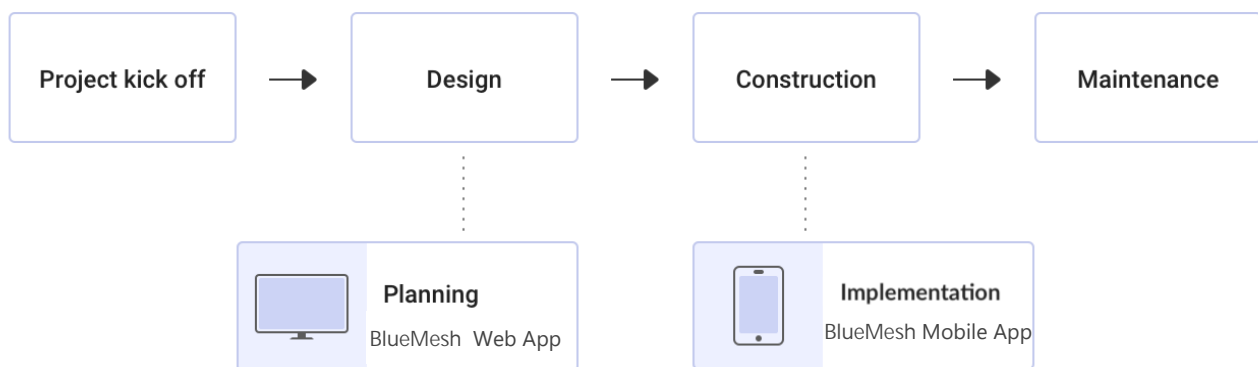 Project kick off
Design
Construction
Maintenance
Planning
BlueMesh Web App
Implementation
BlueMesh Mobile App